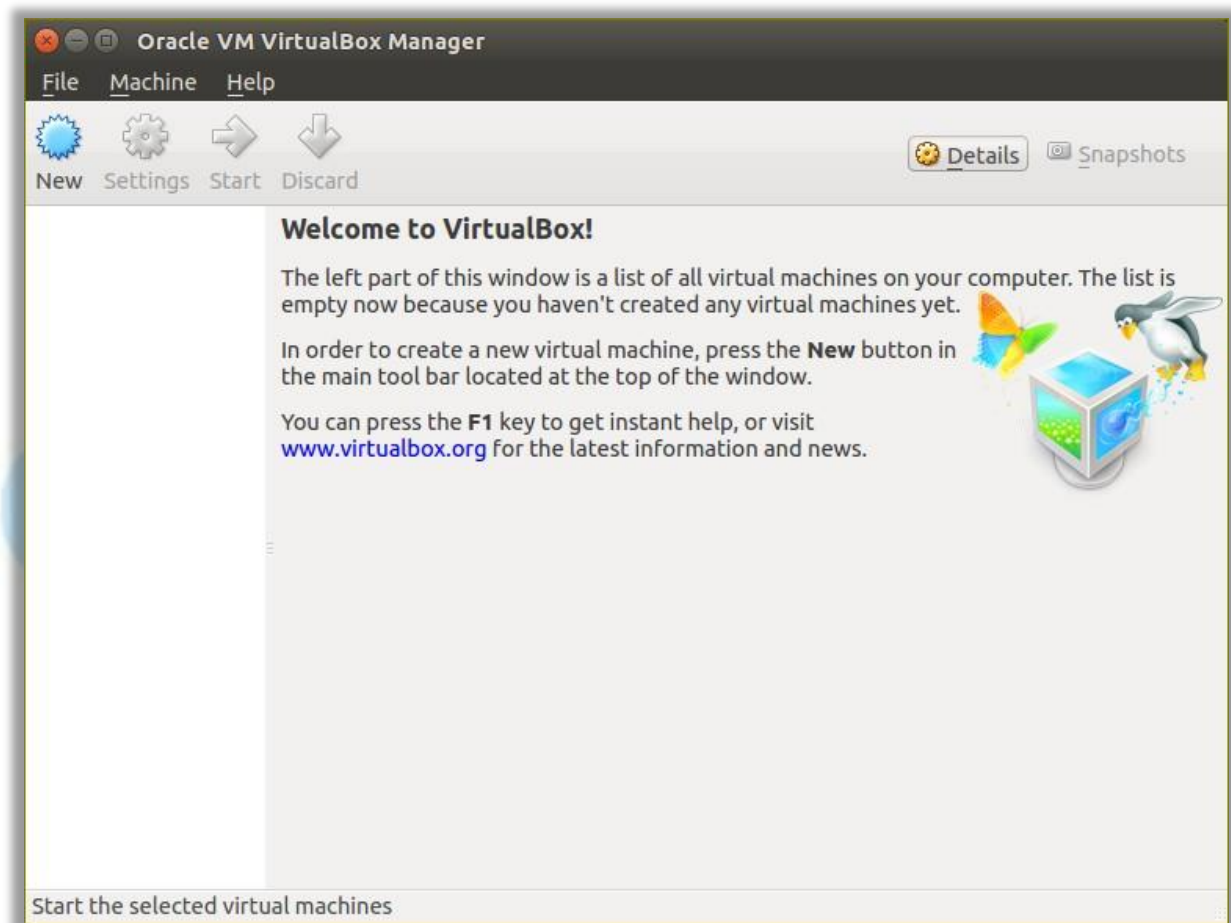 Oracle VM VirtualBox Manager
File Machine Help
New Settings Start Discard Details Snapshots
Welcome to VirtualBox!
The left part of this window is a list of all virtual machines on your computer. The list is
empty now because you haven't created any virtual machines yet.
In order to create a new virtual machine, press the New button in
the main tool bar located at the top of the window.
You can press the F1 key to get instant help, or visit
www.virtualbox.org for the latest information and news.
Start the selected virtual machines